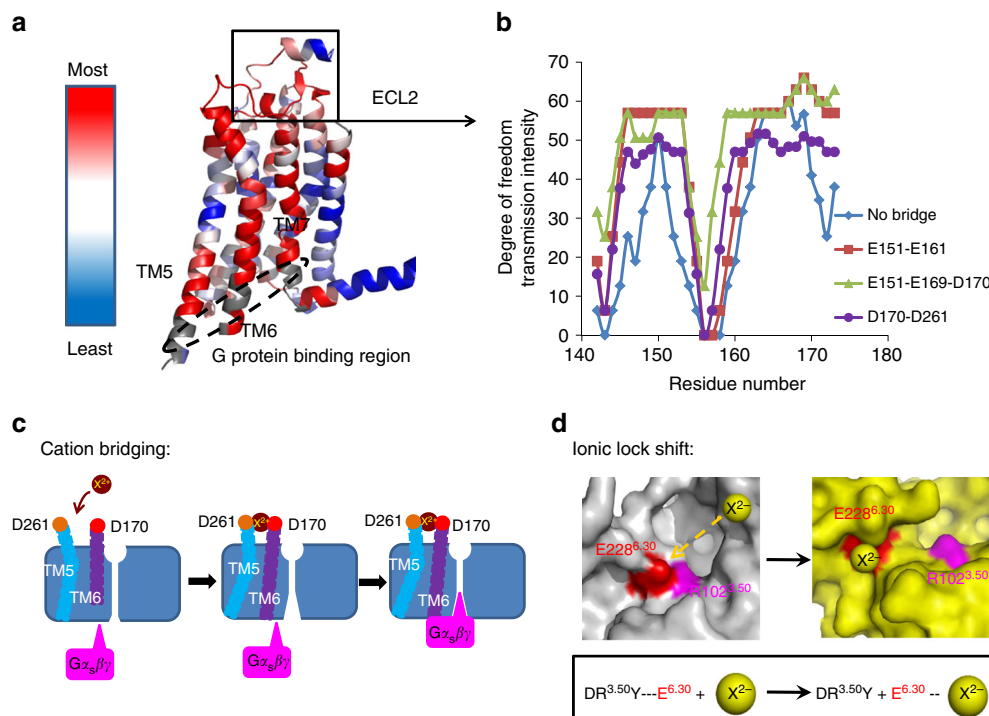 a
Most
Least
ECL2
TM7
TM5
TM6
G protein binding region
b
Degree of freedom
transmission intensity
70
60
50
40
30
20
10
0
140
150
160
170
180
Residue number
No bridge
E151-E161
E151-E169-D170
D170-D261
c
Cation bridging:
X²⁺
D261
D170
TM5
TM6
Gαₛβγ
D261
X²⁺
D170
TM5
TM6
Gαₛβγ
D261
X²⁺
D170
TM5
TM6
Gαₛβγ
d
Ionic lock shift:
X²⁻
E228⁶·³⁰
R102³·⁵⁰
E228⁶·³⁰
X²⁻
R102³·⁵⁰
DR³·⁵⁰Y---E⁶·³⁰ + X²⁻ → DR³·⁵⁰Y + E⁶·³⁰ -- X²⁻